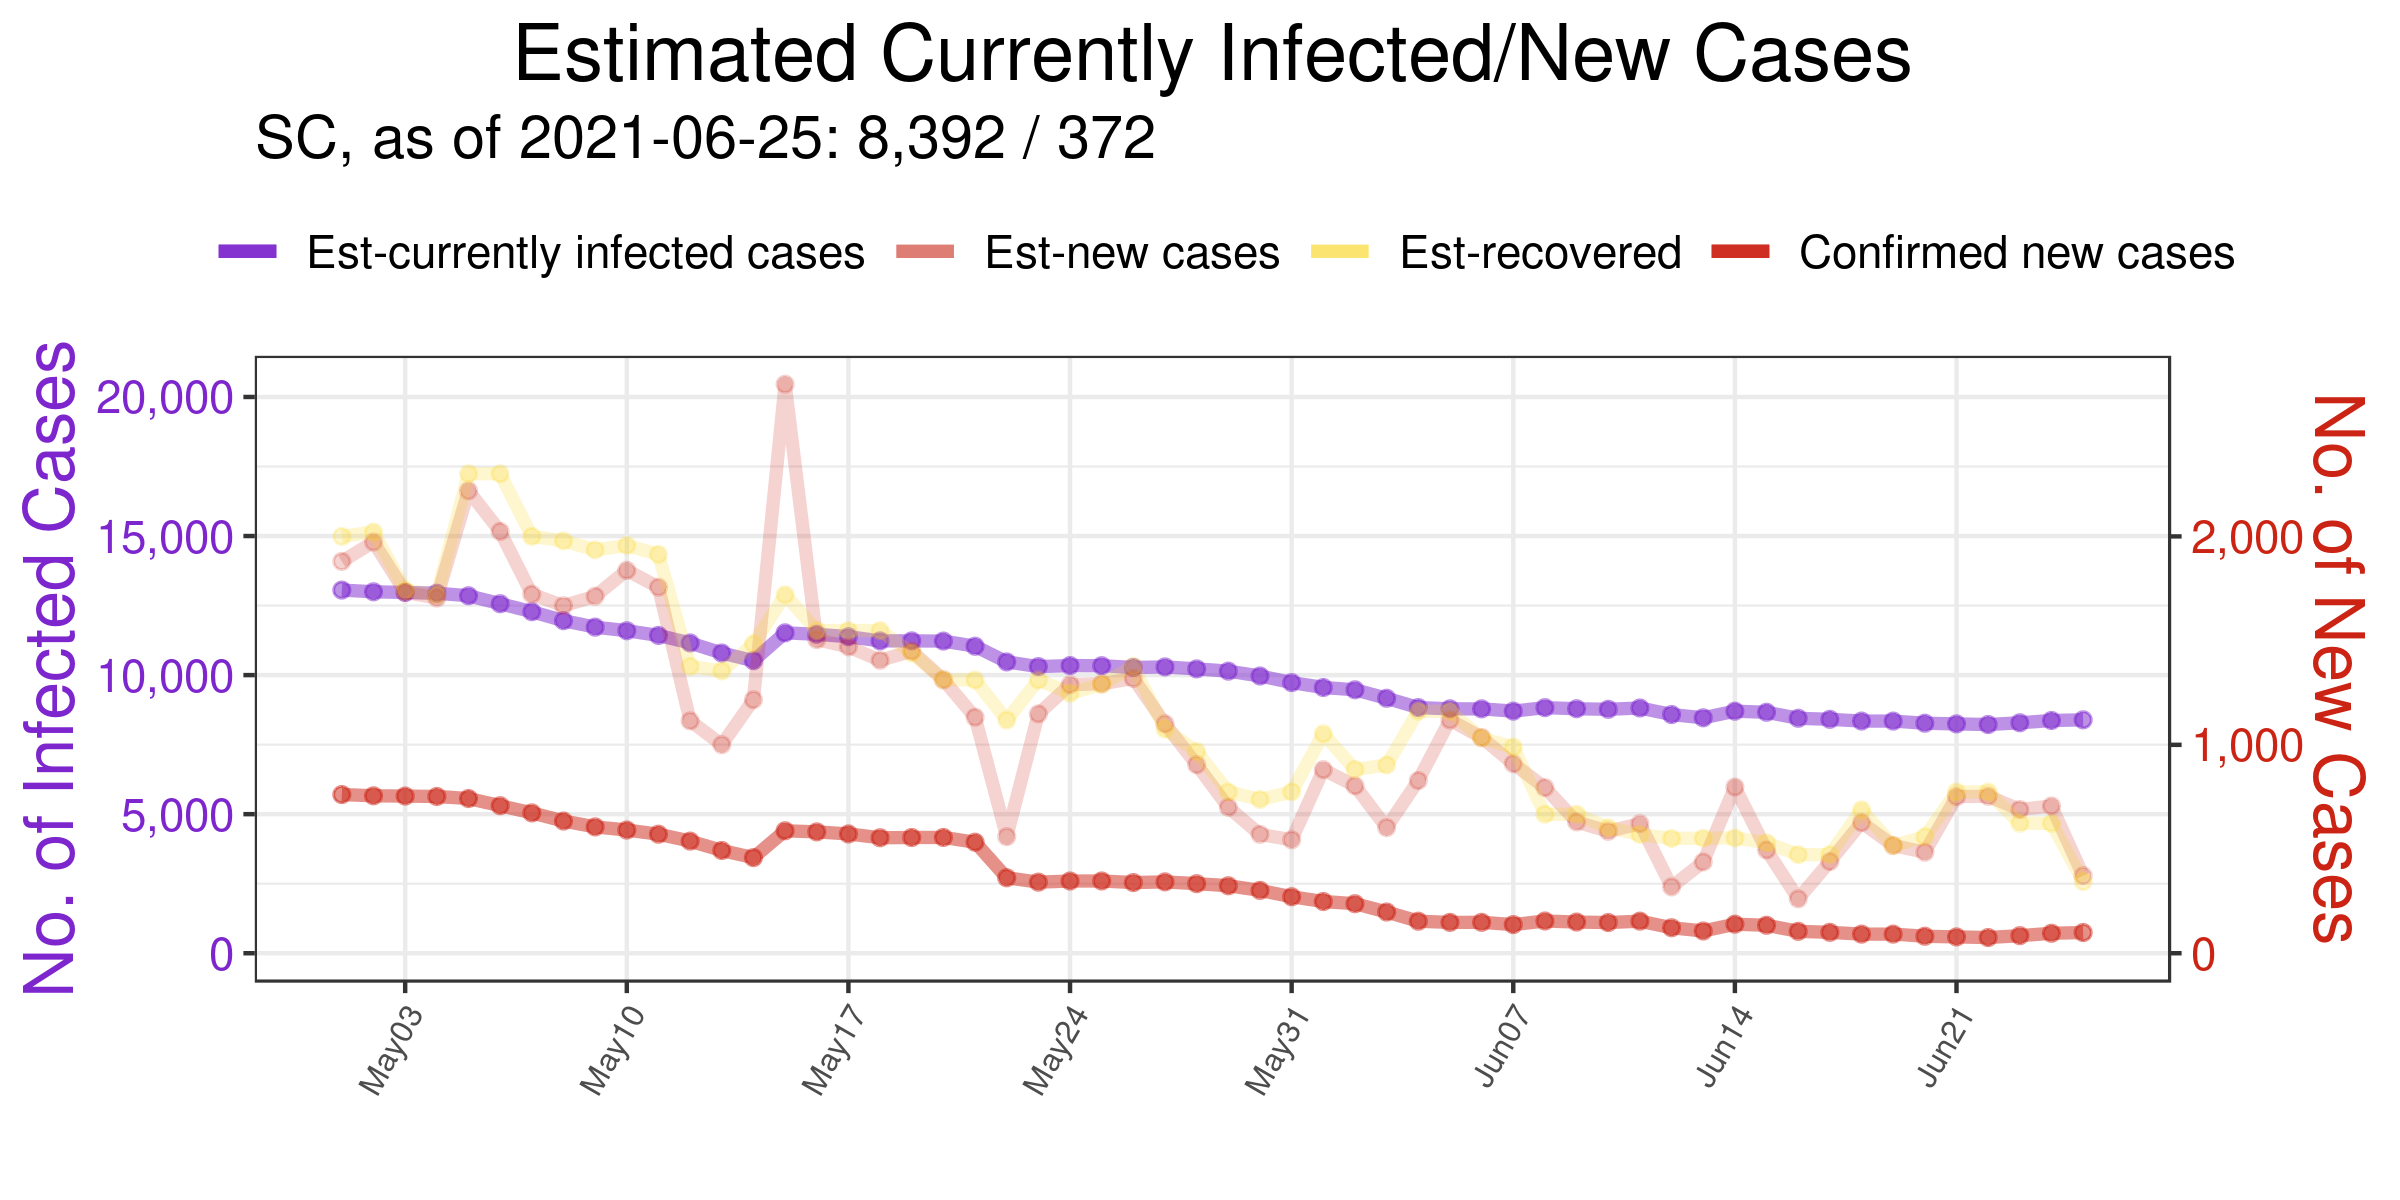 Estimated Currently Infected/New Cases
SC, as of 2021-06-25: 8,392 / 372
Est-currently infected cases
Est-new cases
Est-recovered
Confirmed new cases
No. of Infected Cases
20,000
15,000
10,000
5,000
0
2,000
1,000
0
No. of New Cases
May03
May10
May17
May24
May31
Jun07
Jun14
Jun21